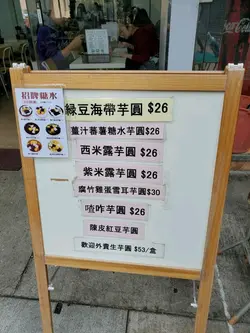 招牌糖水
綠豆海帶芋圓 $26
薑汁蕃薯糖水芋圓$26
西米露芋圓 $26
紫米露芋圓 $26
腐竹雞蛋雪耳芋圓$30
喳咋芋圓 $26
陳皮紅豆芋圓
歡迎外賣生芋圓 $53/盒